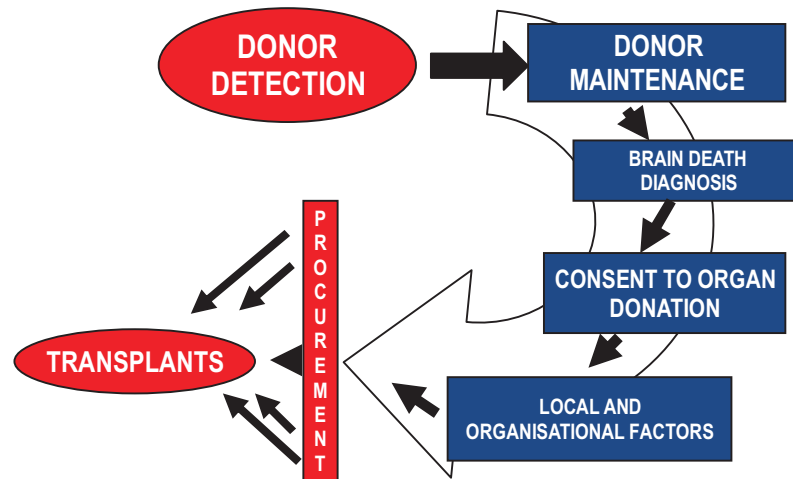 DONOR
DETECTION
DONOR
MAINTENANCE
BRAIN DEATH
DIAGNOSIS
CONSENT TO ORGAN
DONATION
LOCAL AND
ORGANISATIONAL FACTORS
PROCUREMENT
TRANSPLANTS